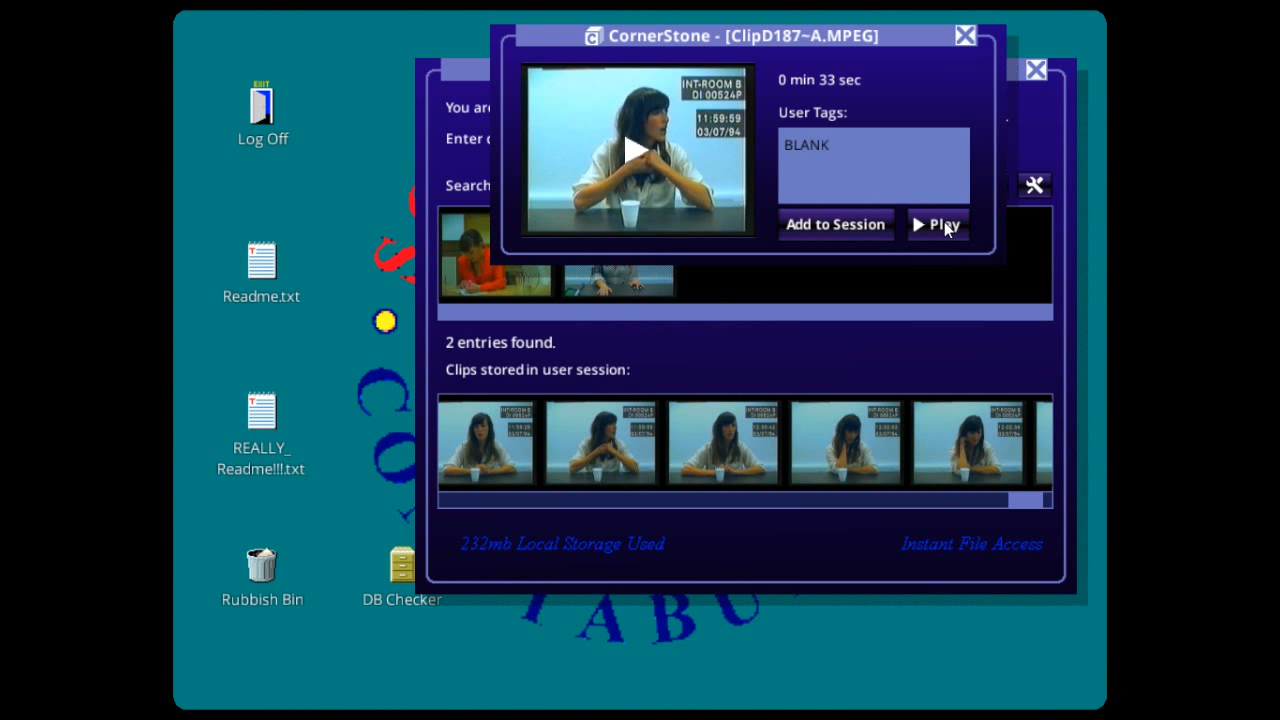 CornerStone - [ClipD187~A.MPEG]
INT-ROOM B
DI 00524P
11:59:59
03/07/94
0 min 33 sec
User Tags:
BLANK
Add to Session
Play
EXIT
Log Off
Readme.txt
REALLY_
Readme!!!.txt
Rubbish Bin
DB Checker
You are
Enter
Search
2 entries found.
Clips stored in user session:
232mb Local Storage Used
Instant File Access
T A B U